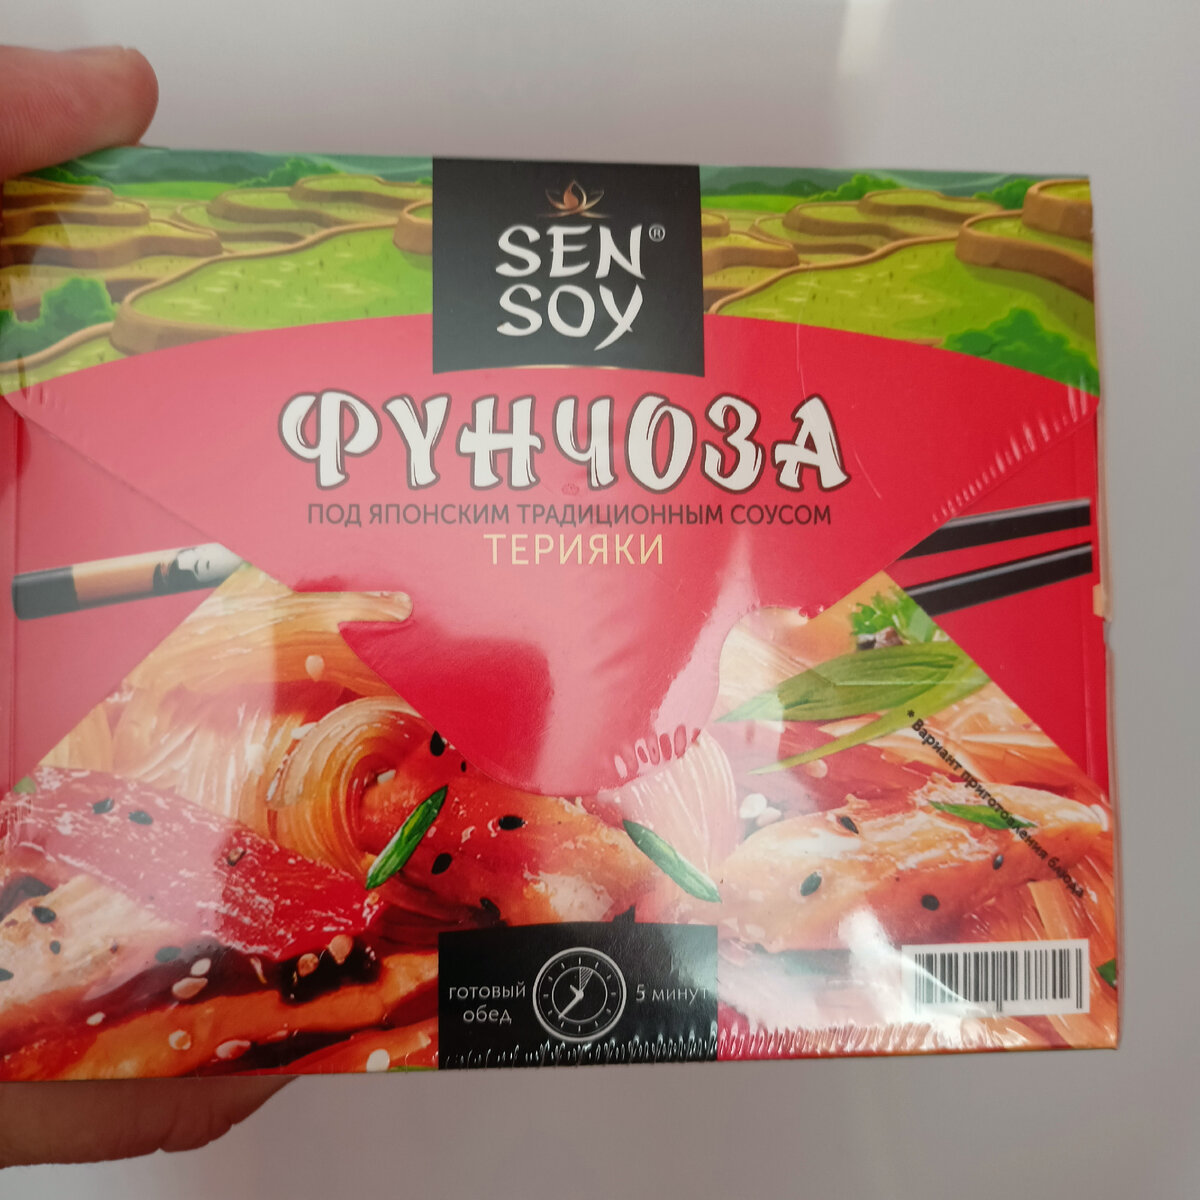 SEN®
SOY
ФУНЧОЗА
ПОД ЯПОНСКИМ ТРАДИЦИОННЫМ СОУСОМ
ТЕРИЯКИ
* Вариант приготовления блюда
готовый
обед
5 минут